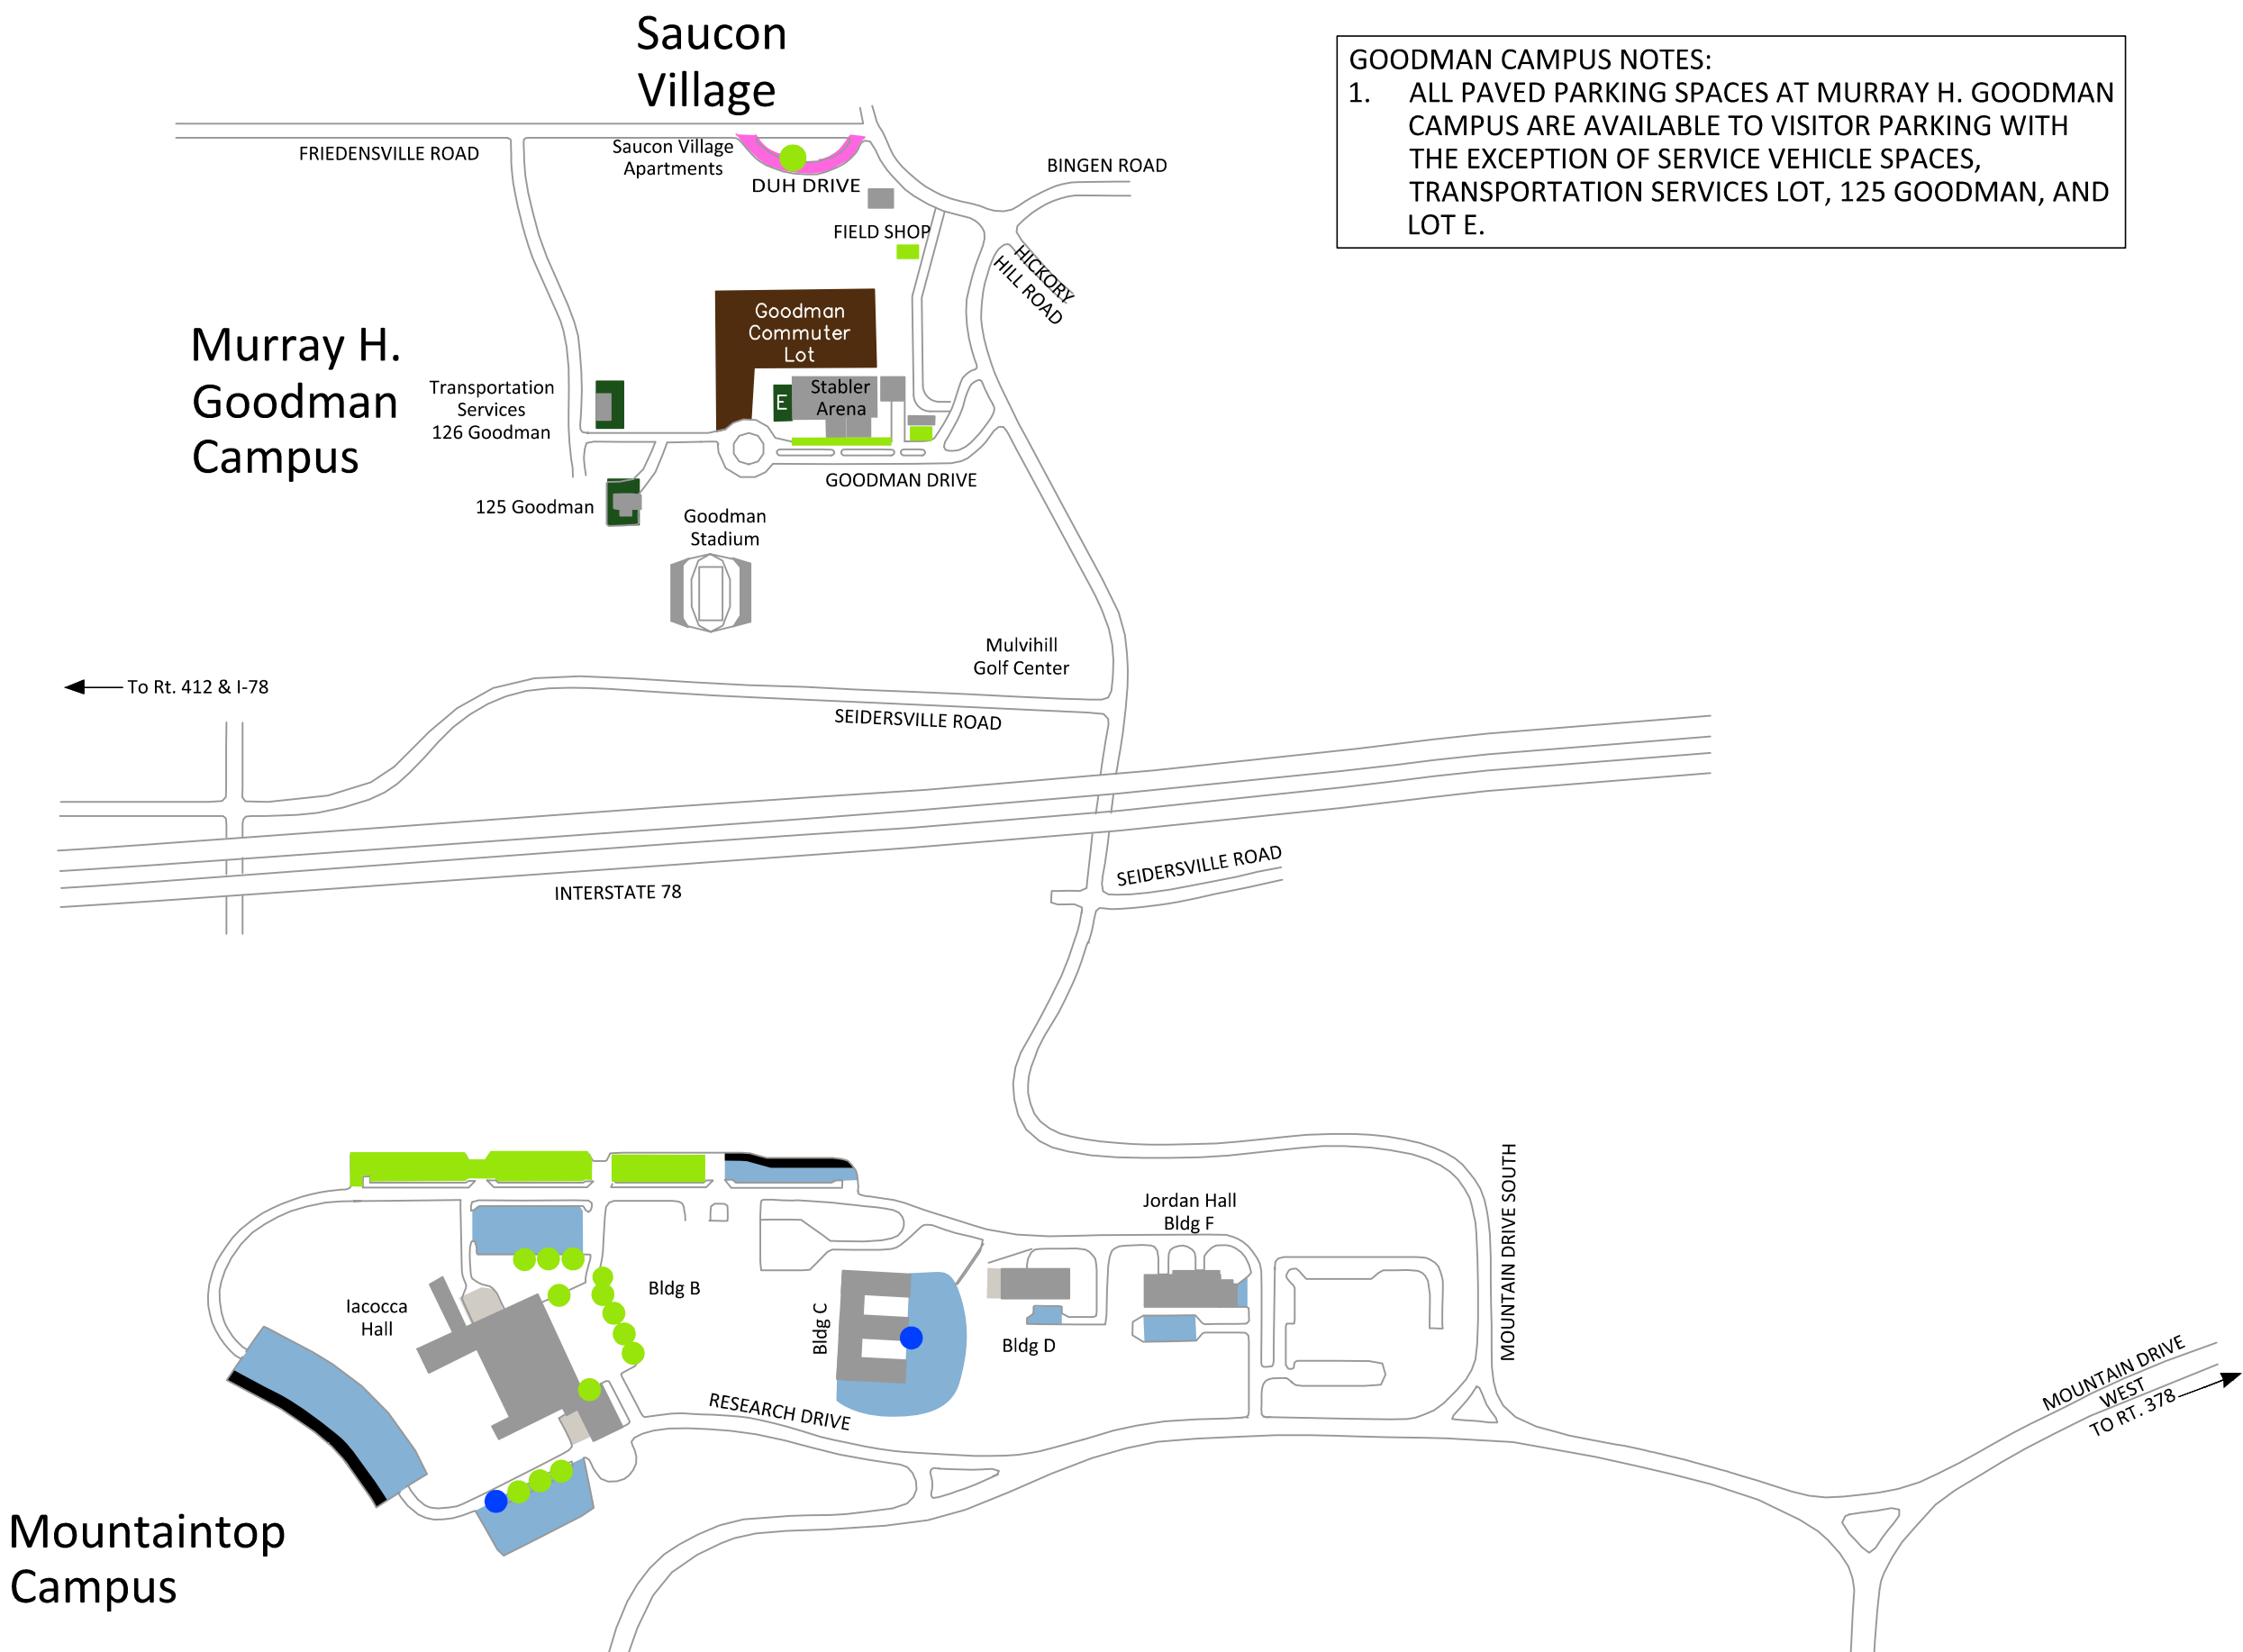 Saucon
Village
GOODMAN CAMPUS NOTES:
1. ALL PAVED PARKING SPACES AT MURRAY H. GOODMAN
CAMPUS ARE AVAILABLE TO VISITOR PARKING WITH
THE EXCEPTION OF SERVICE VEHICLE SPACES,
TRANSPORTATION SERVICES LOT, 125 GOODMAN, AND
LOT E.
FRIEDENSVILLE ROAD
Saucon Village
Apartments
DUH DRIVE
BINGEN ROAD
FIELD SHOP
HICKORY
HILL ROAD
Goodman
Commuter
Lot
Murray H.
Goodman
Campus
Transportation
Services
126 Goodman
E
Stabler
Arena
GOODMAN DRIVE
125 Goodman
Goodman
Stadium
Mulvihill
Golf Center
To Rt. 412 & I-78
SEIDERSVILLE ROAD
SEIDERSVILLE ROAD
INTERSTATE 78
MOUNTAIN DRIVE SOUTH
Jordan Hall
Bldg F
Bldg B
Iacocca
Hall
Bldg C
Bldg D
RESEARCH DRIVE
MOUNTAIN DRIVE
WEST
TO RT. 378
Mountaintop
Campus